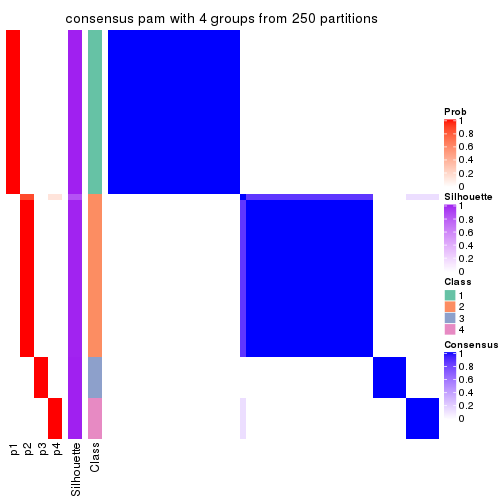 consensus pam with 4 groups from 250 partitions
Prob
1
0.8
0.6
0.4
0.2
0
Silhouette
1
0.8
0.6
0.4
0.2
0
Class
1
2
3
4
Consensus
1
0.8
0.6
0.4
0.2
0
p1
p2
p3
p4
Silhouette
Class